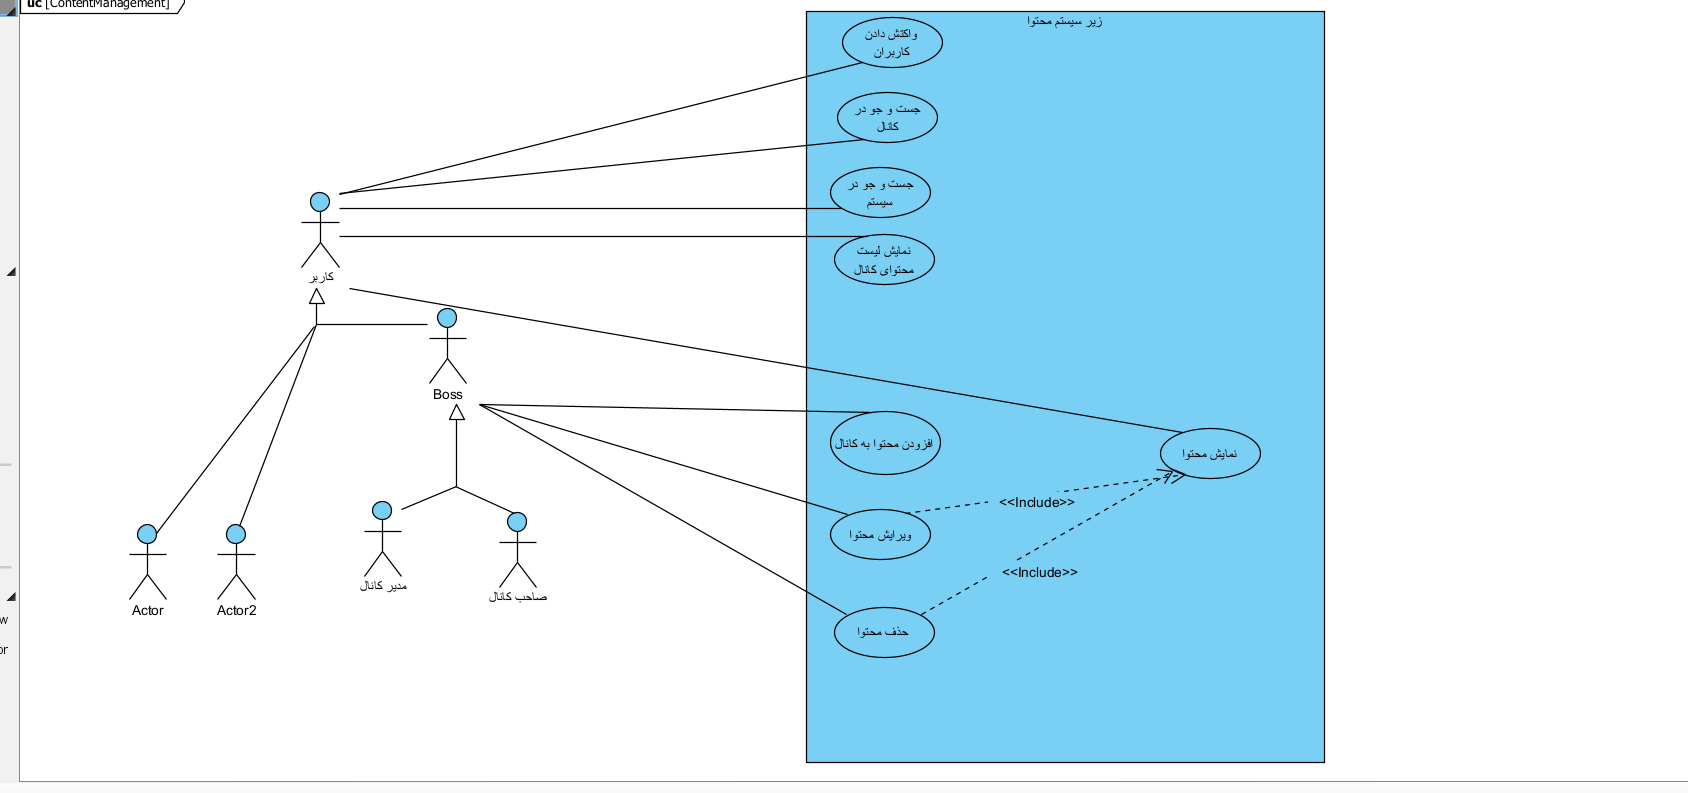 uc [ContentManagement]
زیر سیستم محتوا
واکتش دادن
کاربران
جست و جو در
کانال
جست و جو در
سیستم
نمایش لیست
محتوای کانال
کاربر
Boss
افزودن محتوا به کانال
نمایش محتوا
<<Include>>
ویرایش محتوا
<<Include>>
مدیر کانال
صاحب کانال
Actor
Actor2
حذف محتوا
w
or